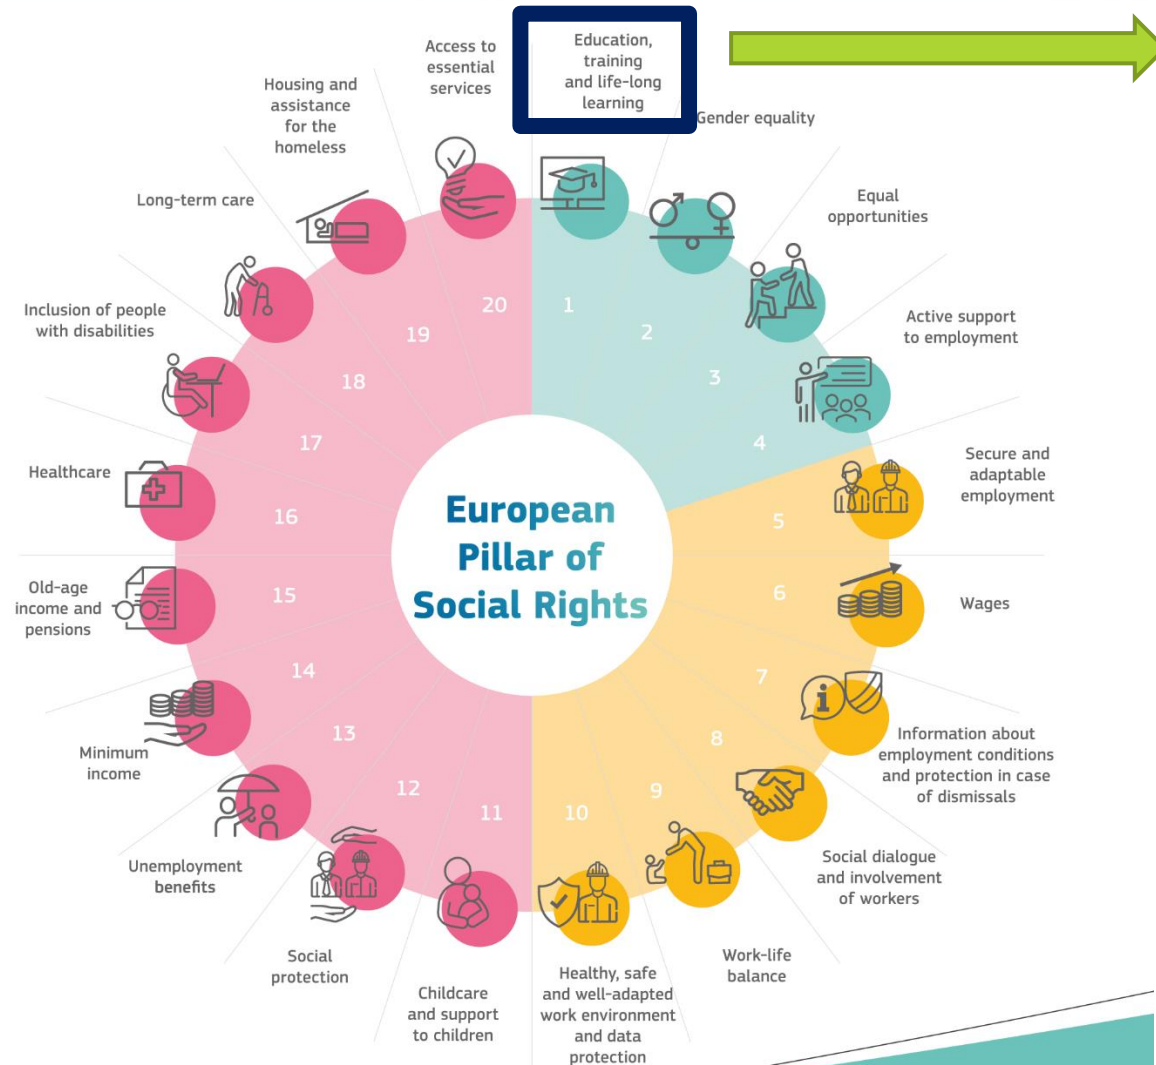 Education,
training
and life-long
learning
Gender equality
Equal
opportunities
Active support
to employment
Secure and
adaptable
employment
Wages
Information about
employment conditions
and protection in case
of dismissals
Social dialogue
and involvement
of workers
Work-life
balance
Healthy, safe
and well-adapted
work environment
and data
protection
Childcare
and support
to children
Social
protection
Unemployment
benefits
Minimum
income
Old-age
income and
pensions
Healthcare
Inclusion of people
with disabilities
Long-term care
Housing and
assistance
for the
homeless
Access to
essential
services
1
2
3
4
5
6
7
8
9
10
11
12
13
14
15
16
17
18
19
20
i
European
Pillar of
Social Rights